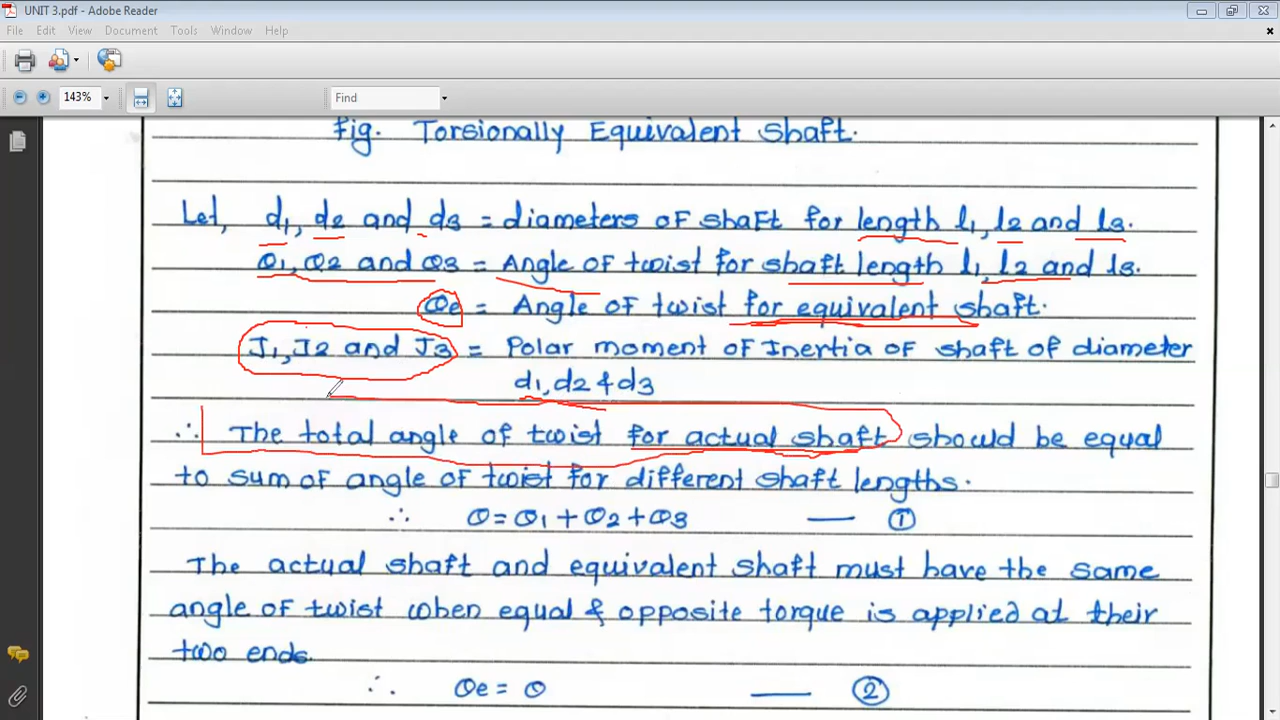 UNIT 3.pdf - Adobe Reader
File Edit View Document Tools Window Help
143% Find
Fig. Torsionally Equivalent Shaft.
Let, d1, d2 and d3 = diameters of shaft for length l1, l2 and l3.
θ1, θ2 and θ3 = Angle of twist for shaft length l1, l2 and l3.
θe = Angle of twist for equivalent shaft.
J1, J2 and J3 = Polar moment of Inertia of shaft of diameter
d1, d2 & d3
∴ The total angle of twist for actual shaft should be equal
to sum of angle of twist for different shaft lengths.
∴ θ = θ1 + θ2 + θ3 — ①
The actual shaft and equivalent shaft must have the same
angle of twist when equal & opposite torque is applied at their
two ends.
∴ θe = θ — ②